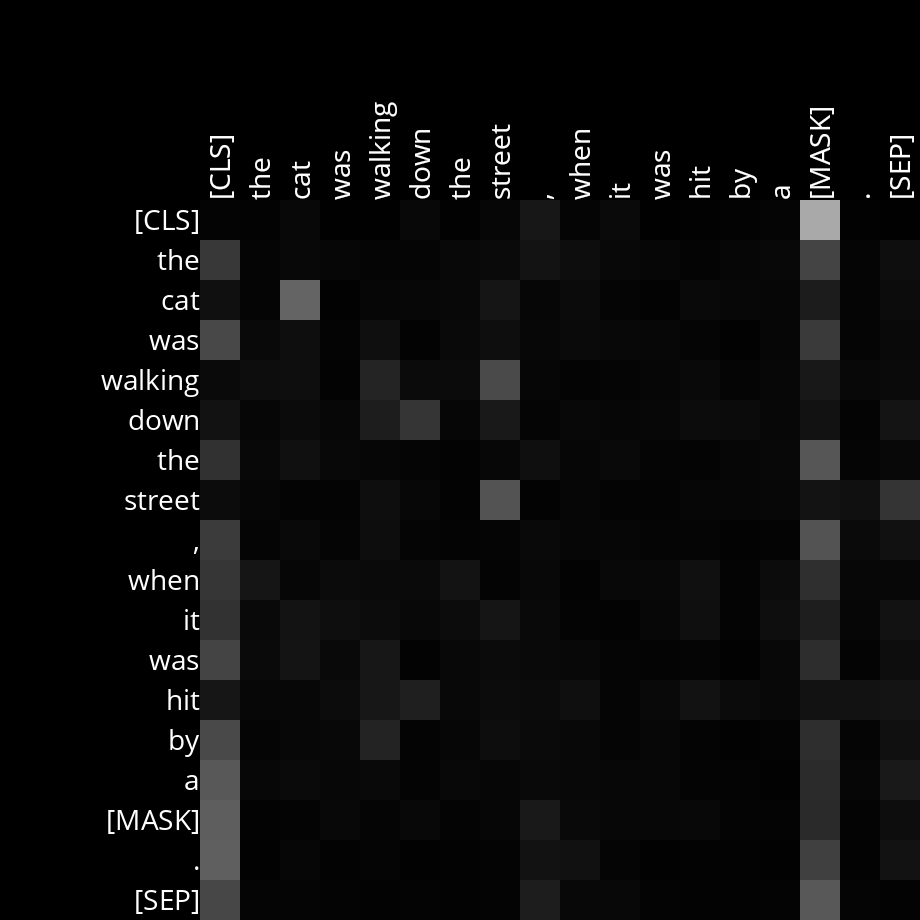 [CLS] the cat was walking down the street , when it was hit by a [MASK] . [SEP]
[CLS]
the
cat
was
walking
down
the
street
,
when
it
was
hit
by
a
[MASK]
.
[SEP]